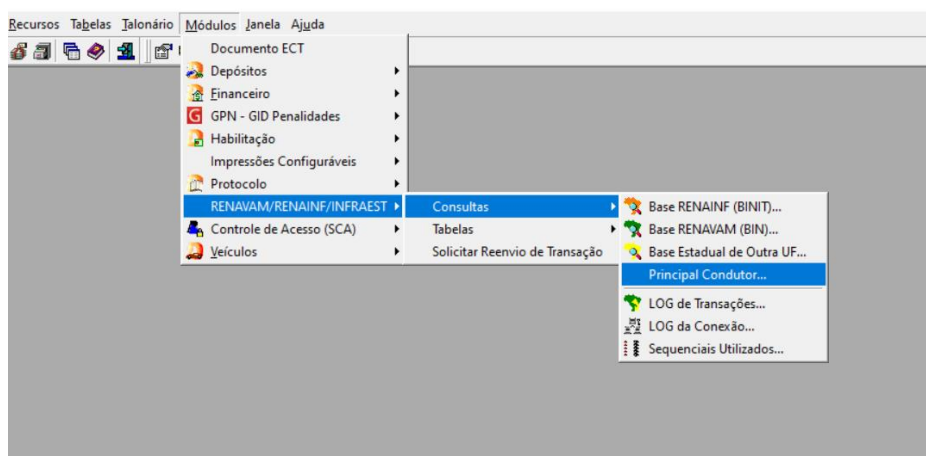 Recursos Tabelas Talonário Módulos Janela Ajuda
Documento ECT
Depósitos
Financeiro
G GPN - GID Penalidades
Habilitação
Impressões Configuráveis
Protocolo
RENAVAM/RENAINF/INFRAEST
Controle de Acesso (SCA)
Veículos
Consultas
Tabelas
Solicitar Reenvio de Transação
Base RENAINF (BINIT)...
Base RENAVAM (BIN)...
Base Estadual de Outra UF...
Principal Condutor...
LOG de Transações...
LOG da Conexão...
Sequenciais Utilizados...